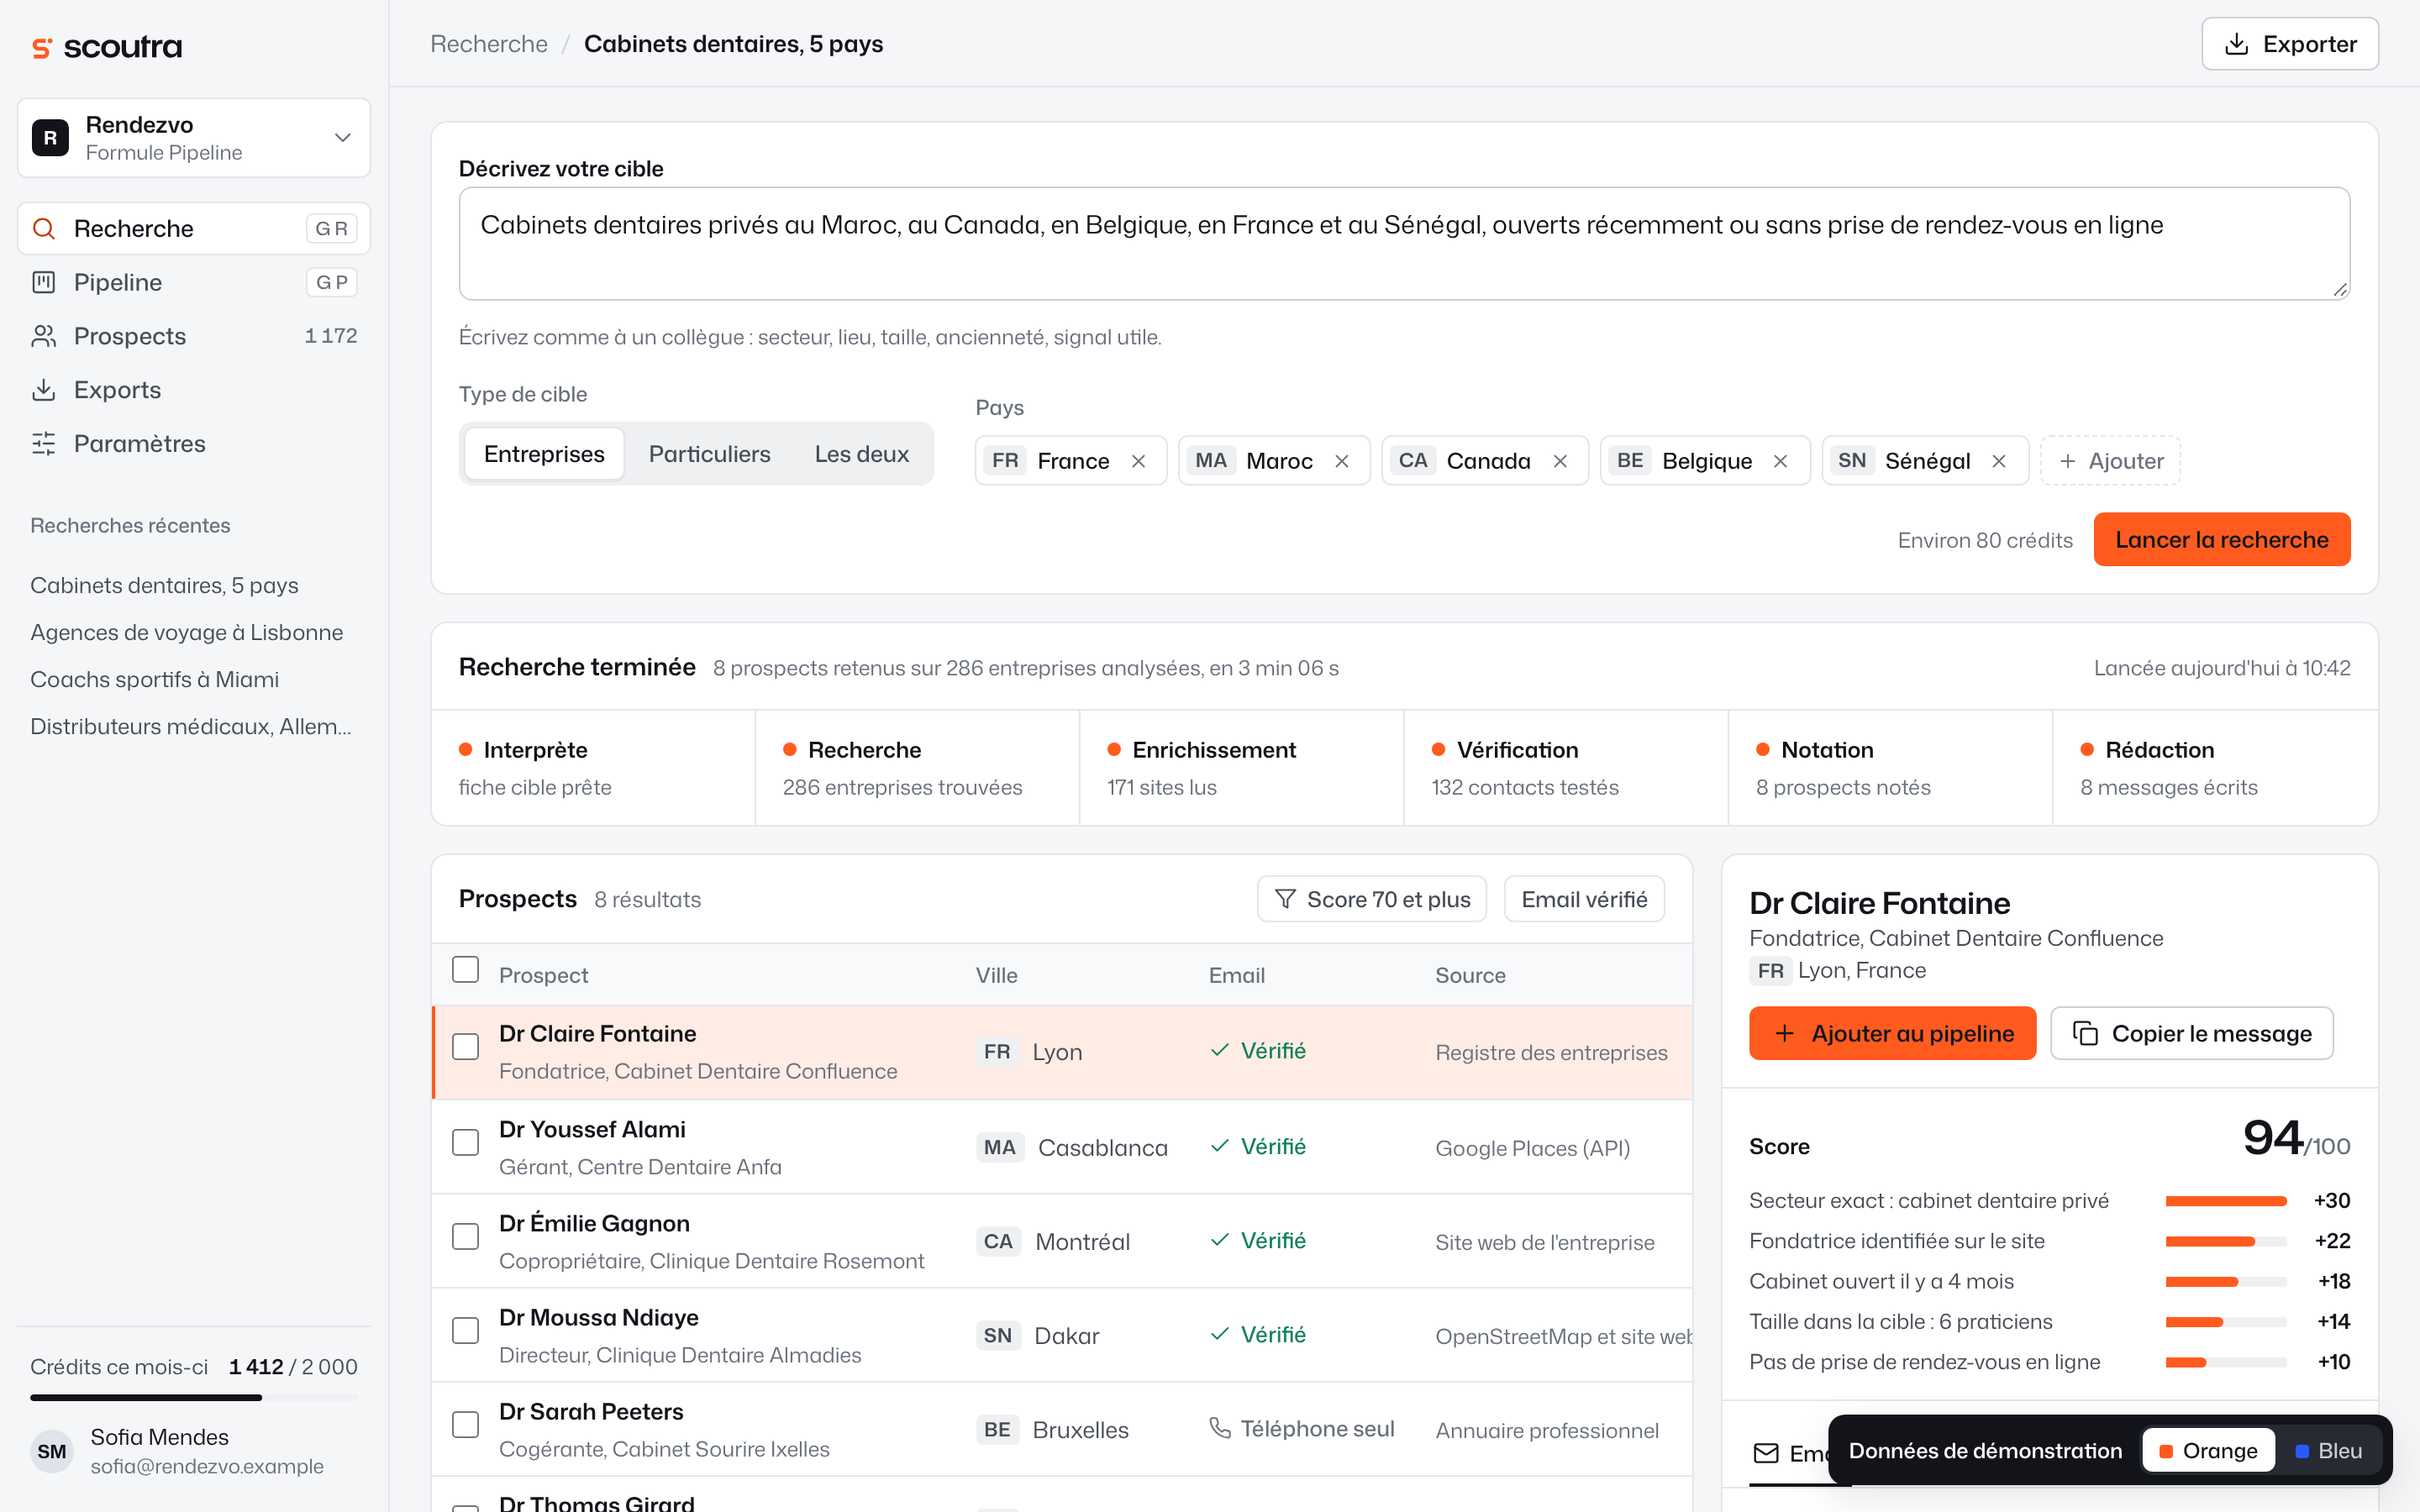 scoutra
R
Rendezvo
Formule Pipeline
Recherche
G R
Pipeline
G P
Prospects
1 172
Exports
Paramètres
Recherches récentes
Cabinets dentaires, 5 pays
Agences de voyage à Lisbonne
Coachs sportifs à Miami
Distributeurs médicaux, Allem...
Crédits ce mois-ci
1 412 / 2 000
SM
Sofia Mendes
sofia@rendezvo.example
Recherche / Cabinets dentaires, 5 pays
Exporter
Décrivez votre cible
Cabinets dentaires privés au Maroc, au Canada, en Belgique, en France et au Sénégal, ouverts récemment ou sans prise de rendez-vous en ligne
Écrivez comme à un collègue : secteur, lieu, taille, ancienneté, signal utile.
Type de cible
Entreprises
Particuliers
Les deux
Pays
FR France
MA Maroc
CA Canada
BE Belgique
SN Sénégal
Ajouter
Environ 80 crédits
Lancer la recherche
Recherche terminée
8 prospects retenus sur 286 entreprises analysées, en 3 min 06 s
Lancée aujourd'hui à 10:42
Interprète
fiche cible prête
Recherche
286 entreprises trouvées
Enrichissement
171 sites lus
Vérification
132 contacts testés
Notation
8 prospects notés
Rédaction
8 messages écrits
Prospects
8 résultats
Score 70 et plus
Email vérifié
Prospect
Ville
Email
Source
Dr Claire Fontaine
Fondatrice, Cabinet Dentaire Confluence
FR Lyon
Vérifié
Registre des entreprises
Dr Youssef Alami
Gérant, Centre Dentaire Anfa
MA Casablanca
Vérifié
Google Places (API)
Dr Émilie Gagnon
Copropriétaire, Clinique Dentaire Rosemont
CA Montréal
Vérifié
Site web de l'entreprise
Dr Moussa Ndiaye
Directeur, Clinique Dentaire Almadies
SN Dakar
Vérifié
OpenStreetMap et site web
Dr Sarah Peeters
Cogérante, Cabinet Sourire Ixelles
BE Bruxelles
Téléphone seul
Annuaire professionnel
Dr Thomas Girard
Dr Claire Fontaine
Fondatrice, Cabinet Dentaire Confluence
FR Lyon, France
Ajouter au pipeline
Copier le message
Score
94/100
Secteur exact : cabinet dentaire privé
+30
Fondatrice identifiée sur le site
+22
Cabinet ouvert il y a 4 mois
+18
Taille dans la cible : 6 praticiens
+14
Pas de prise de rendez-vous en ligne
+10
Données de démonstration
Orange
Bleu